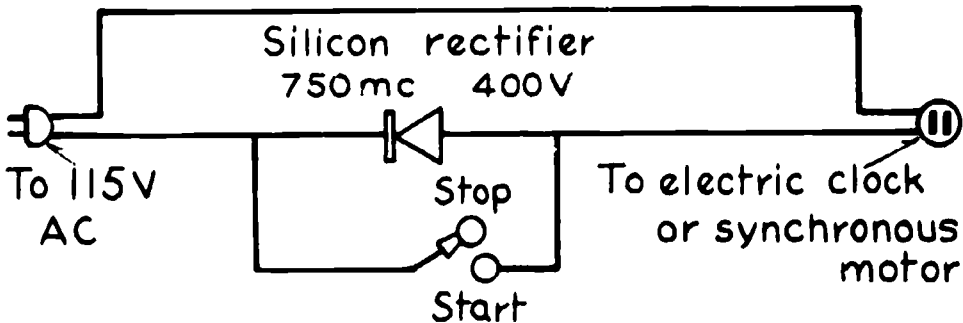 Silicon rectifier
750mc 400V
To 115V
AC
Stop
Start
To electric clock
or synchronous
motor